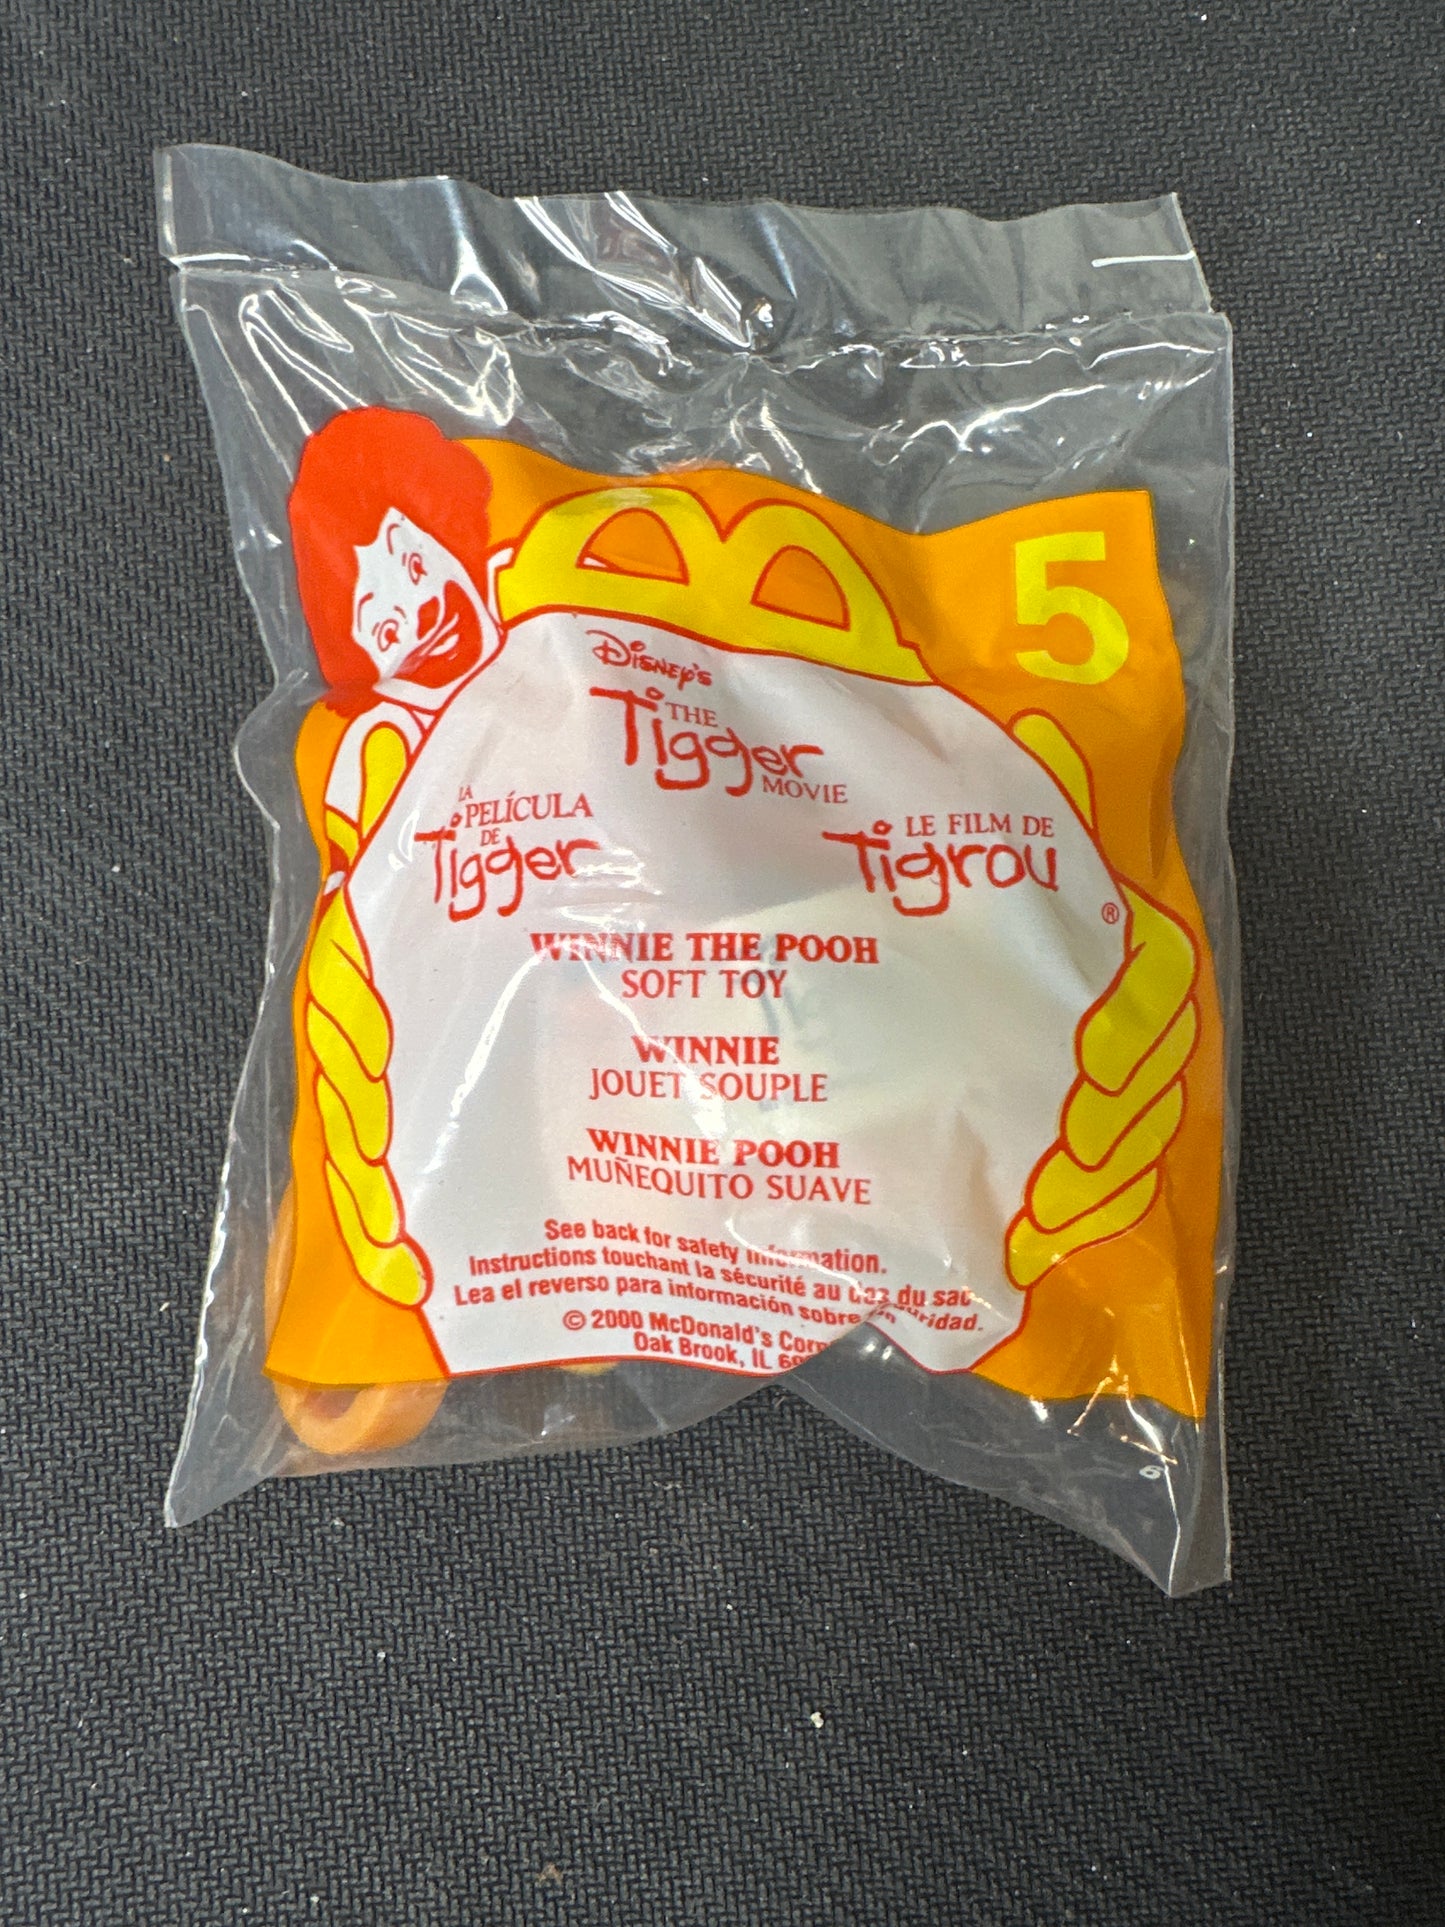 5
Disney's
THE
Tigger
MOVIE
LA
PELÍCULA
DE
Tigger
LE FILM DE
Tigrou
®
WINNIE THE POOH
SOFT TOY
WINNIE
JOUET SOUPLE
WINNIE POOH
MUÑEQUITO SUAVE
See back for safety information.
Instructions touchant la sécurité au dos du sac.
Lea el reverso para información sobre
© 2000 McDonald's
Oak Brook, IL
6